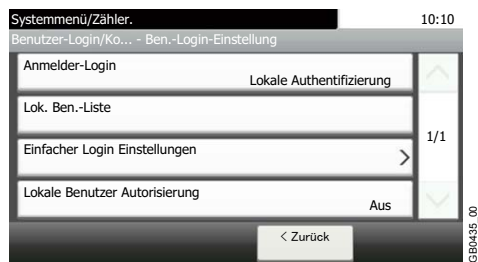 Systemmenü/Zähler.
10:10
Benutzer-Login/Ko... - Ben.-Login-Einstellung
Anmelder-Login
Lokale Authentifizierung
Lok. Ben.-Liste
1/1
Einfacher Login Einstellungen
>
Lokale Benutzer Autorisierung
Aus
< Zurück
GB0435_00